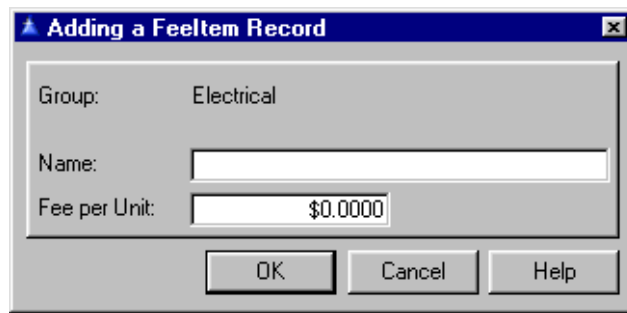 Adding a FeeItem Record
Group: Electrical
Name:
Fee per Unit: $0.0000
OK Cancel Help